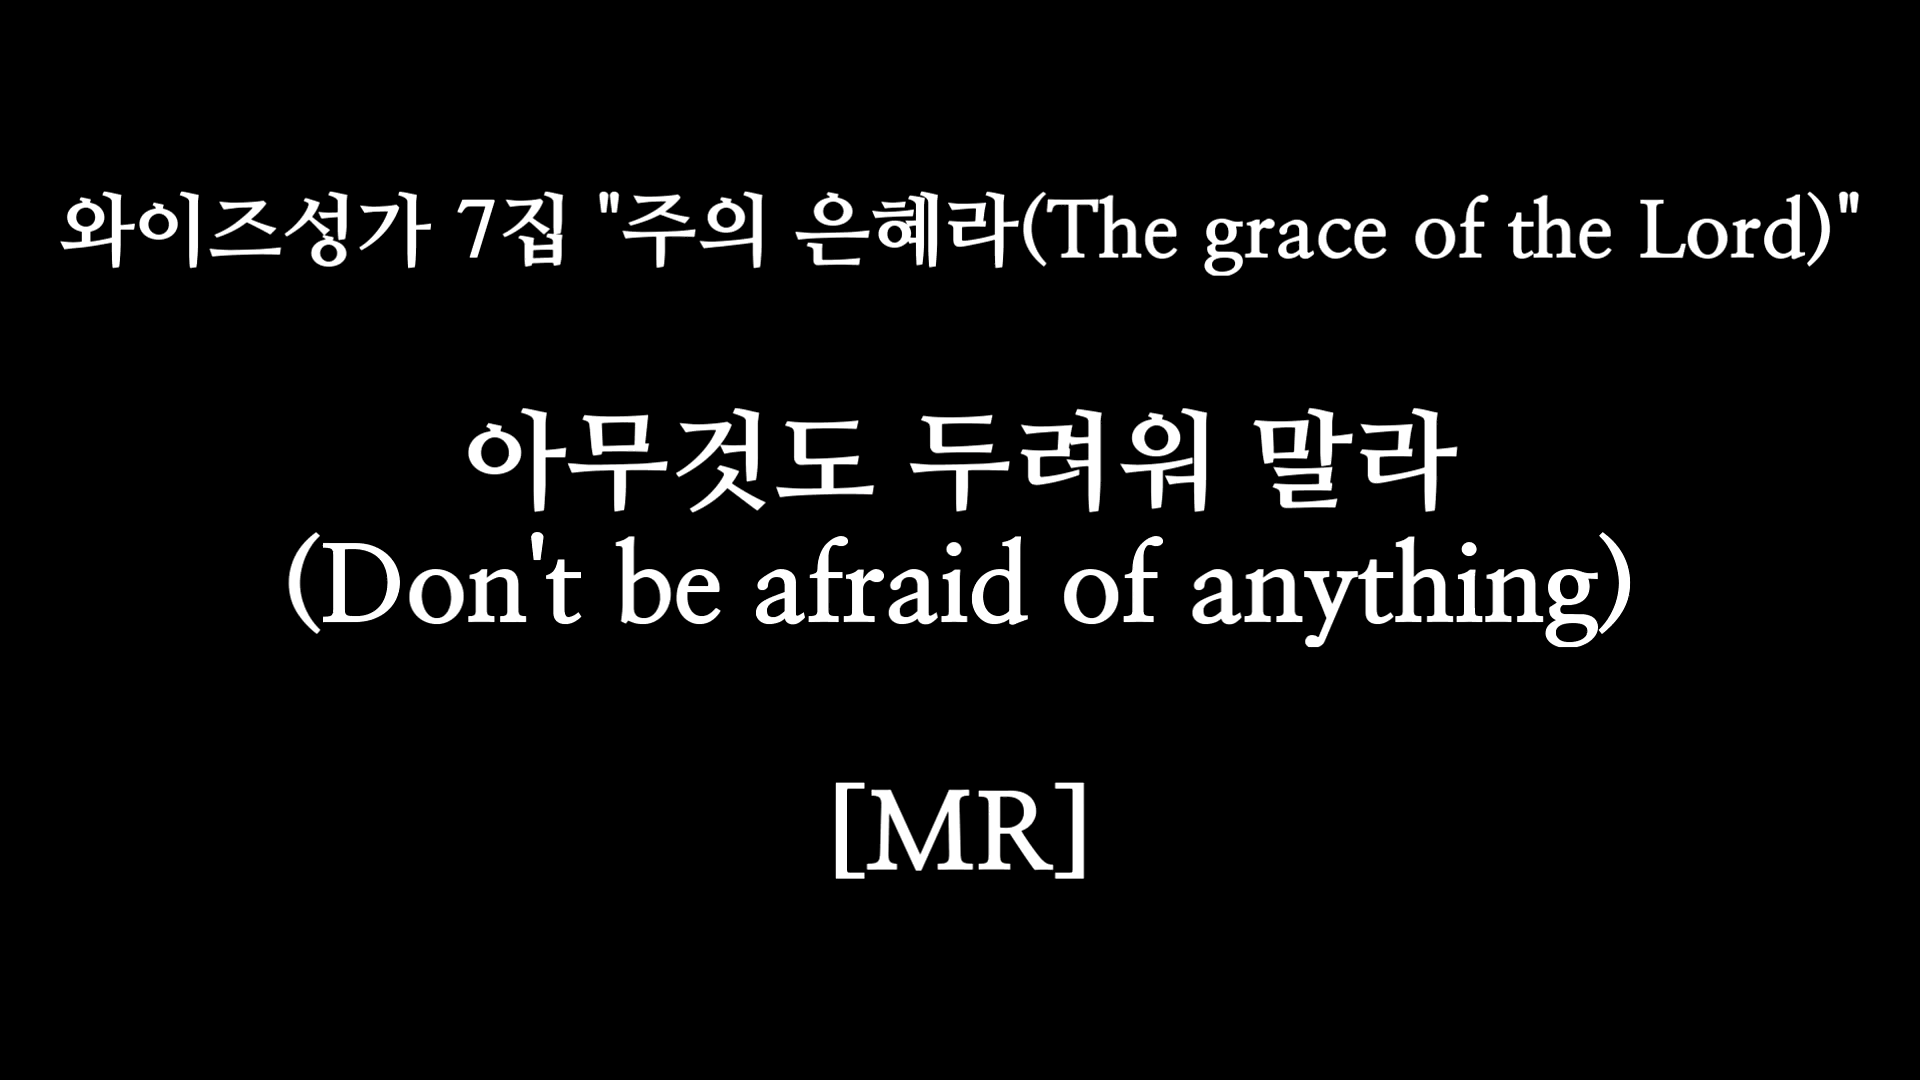 와이즈성가 7집 "주의 은혜라(The grace of the Lord)"
아무것도 두려워 말라
(Don't be afraid of anything)
[MR]